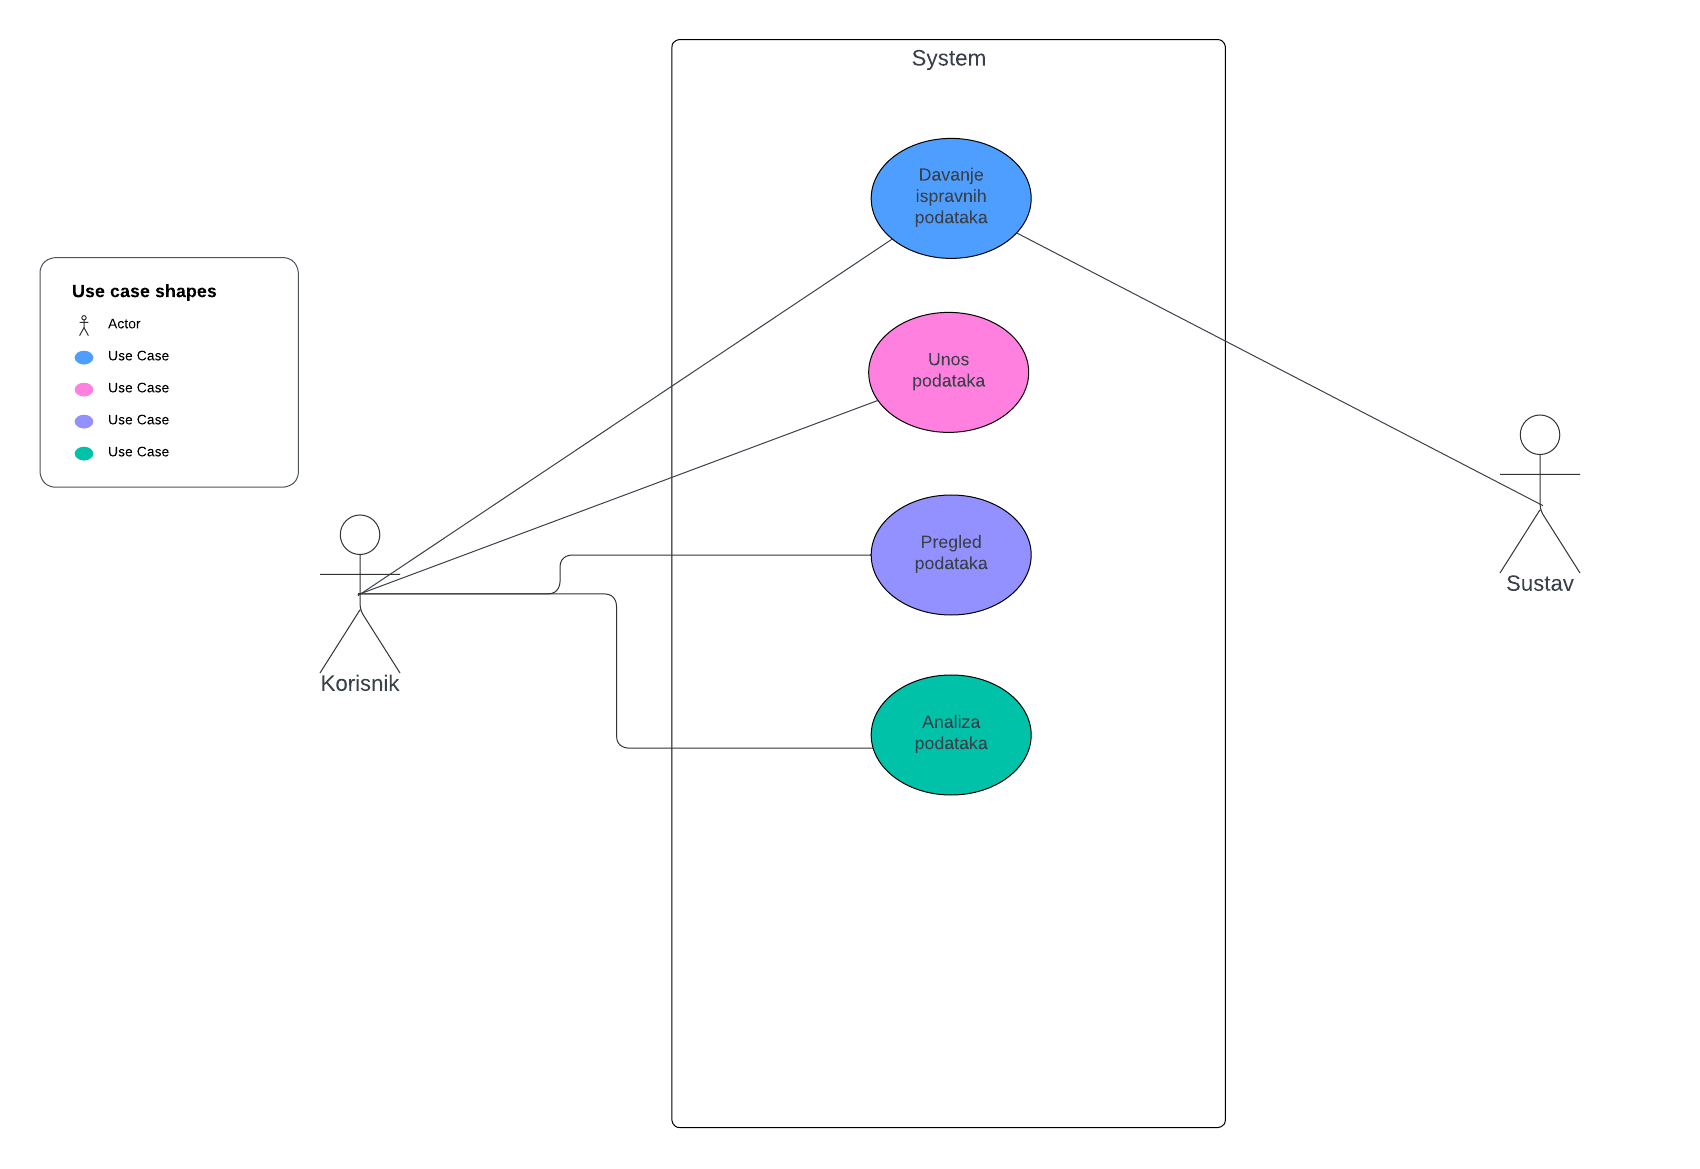 System
Davanje
ispravnih
podataka
Use case shapes
Actor
Use Case
Use Case
Use Case
Use Case
Unos
podataka
Pregled
podataka
Sustav
Korisnik
Analiza
podataka